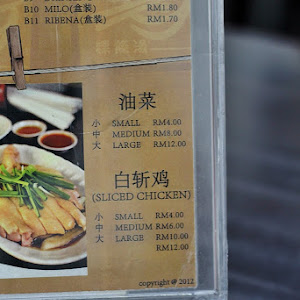 B10 MILO(盒装) RM1.80
B11 RIBENA(盒装) RM1.70
油菜
小 SMALL RM4.00
中 MEDIUM RM8.00
大 LARGE RM12.00
白斩鸡
(SLICED CHICKEN)
小 SMALL RM4.00
中 MEDIUM RM6.00
大 LARGE RM10.00
RM12.00
copyright @ 2012